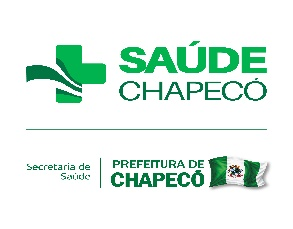 SAÚDE
CHAPECÓ
Secretaria de
Saúde
PREFEITURA DE
CHAPECÓ